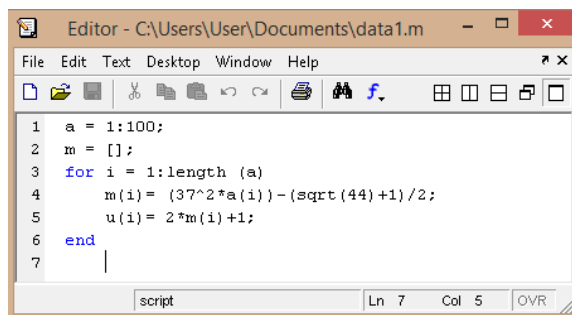 Editor - C:\Users\User\Documents\data1.m
File Edit Text Desktop Window Help
1 a = 1:100;
2 m = [];
3 for i = 1:length (a)
4 m(i)= (37^2*a(i))-(sqrt(44)+1)/2;
5 u(i)= 2*m(i)+1;
6 end
7
script Ln 7 Col 5 OVR